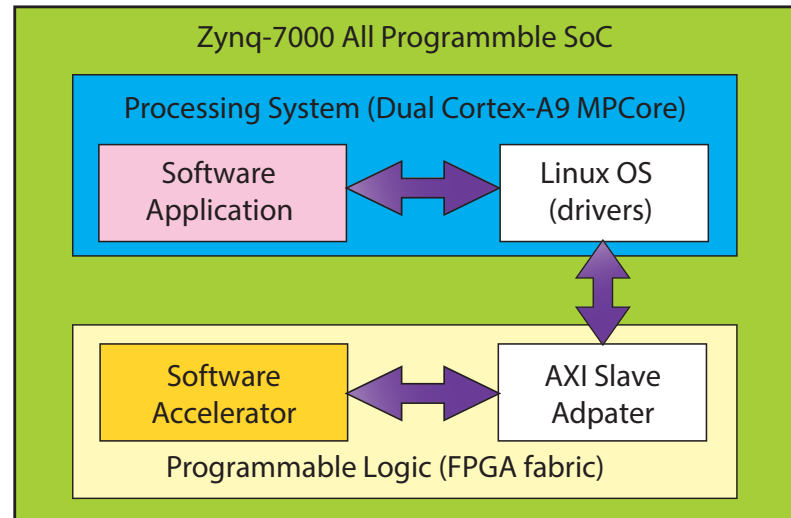 Zynq-7000 All Programmble SoC
Processing System (Dual Cortex-A9 MPCore)
Software
Application
Linux OS
(drivers)
Software
Accelerator
AXI Slave
Adpater
Programmable Logic (FPGA fabric)